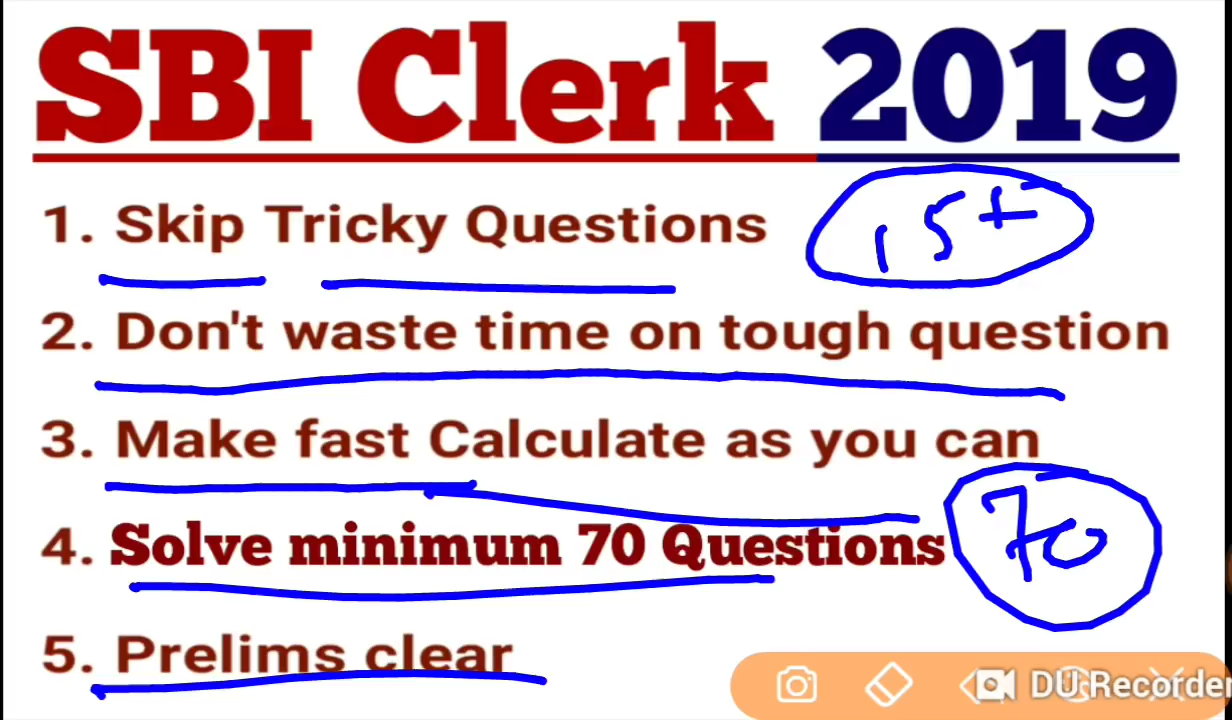 SBI Clerk 2019
1. Skip Tricky Questions 15+
2. Don't waste time on tough question
3. Make fast Calculate as you can
4. Solve minimum 70 Questions 70
5. Prelims clear
DU Recorder